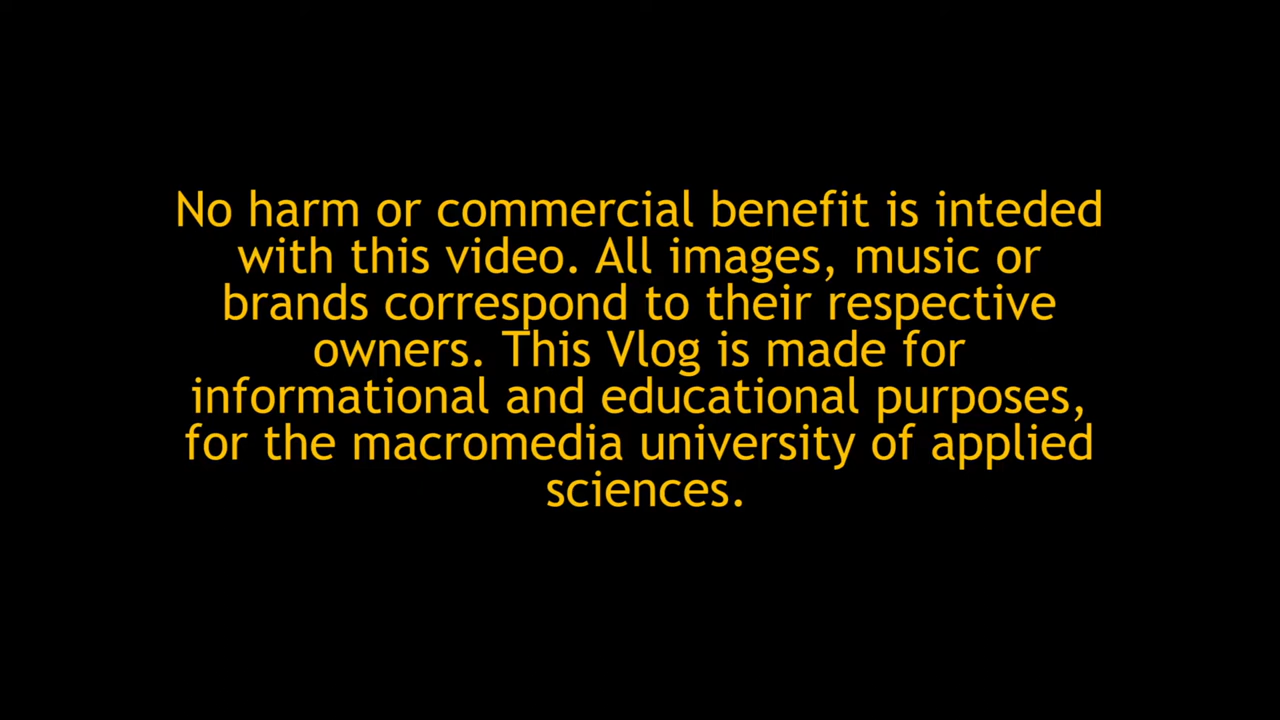 No harm or commercial benefit is inteded
with this video. All images, music or
brands correspond to their respective
owners. This Vlog is made for
informational and educational purposes,
for the macromedia university of applied
sciences.